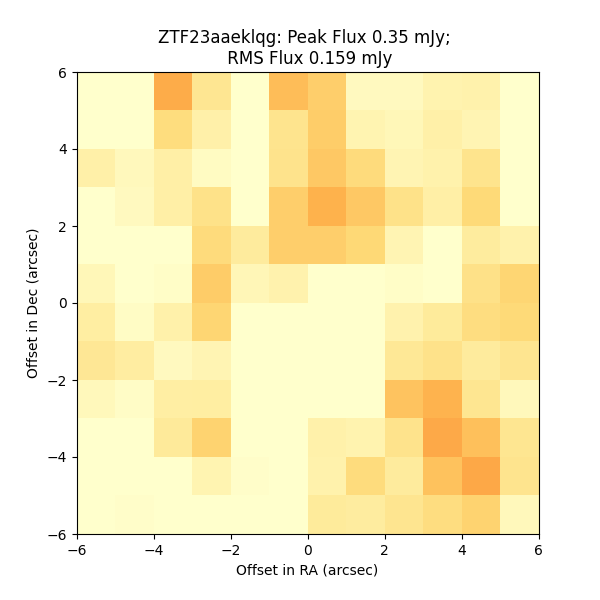 ZTF23aaeklqg: Peak Flux 0.35 mJy;
RMS Flux 0.159 mJy
6
4
2
0
−2
−4
−6
Offset in Dec (arcsec)
−6 −4 −2 0 2 4 6
Offset in RA (arcsec)